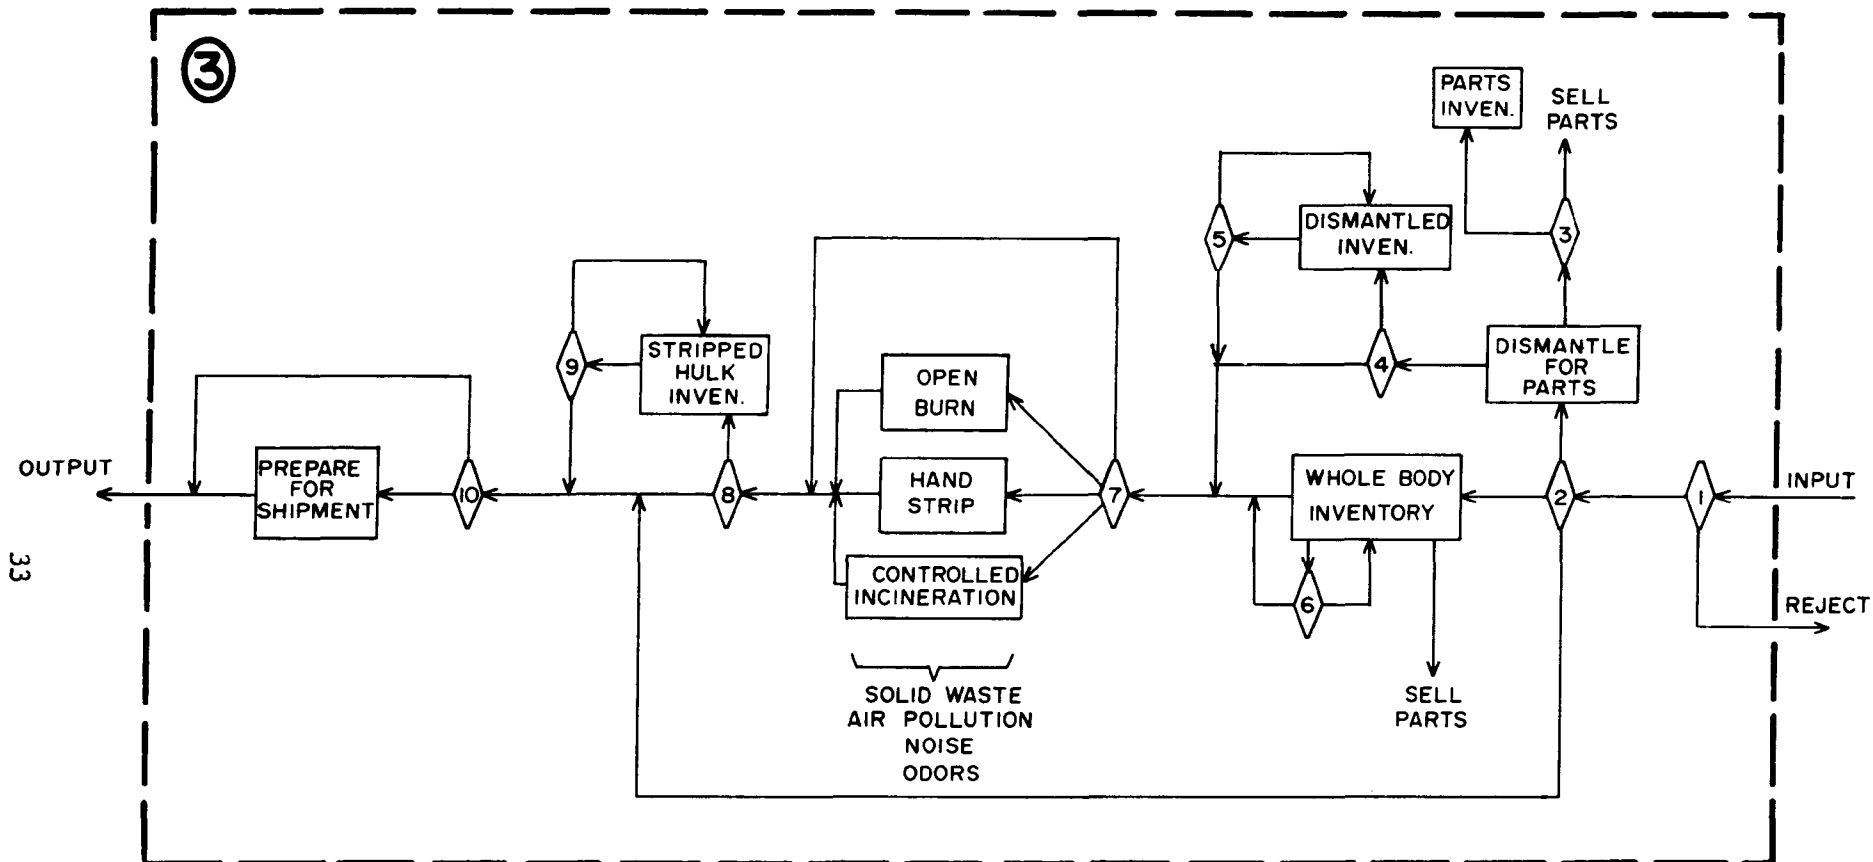 3
PARTS
INVEN.
SELL
PARTS
5
DISMANTLED
INVEN.
3
4
DISMANTLE
FOR
PARTS
9
STRIPPED
HULK
INVEN.
OPEN
BURN
OUTPUT
PREPARE
FOR
SHIPMENT
10
8
HAND
STRIP
7
WHOLE BODY
INVENTORY
2
1
INPUT
CONTROLLED
INCINERATION
6
REJECT
SOLID WASTE
AIR POLLUTION
NOISE
ODORS
SELL
PARTS
33